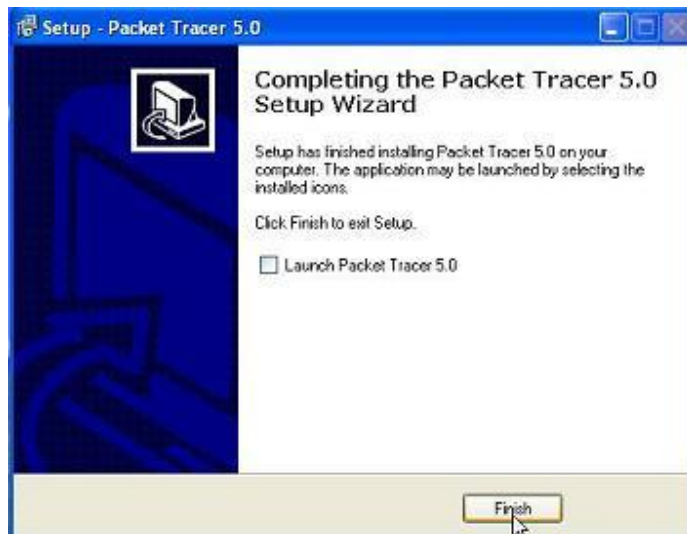 Setup - Packet Tracer 5.0
Completing the Packet Tracer 5.0
Setup Wizard
Setup has finished installing Packet Tracer 5.0 on your
computer. The application may be launched by selecting the
installed icons.
Click Finish to exit Setup.
Launch Packet Tracer 5.0
Finish